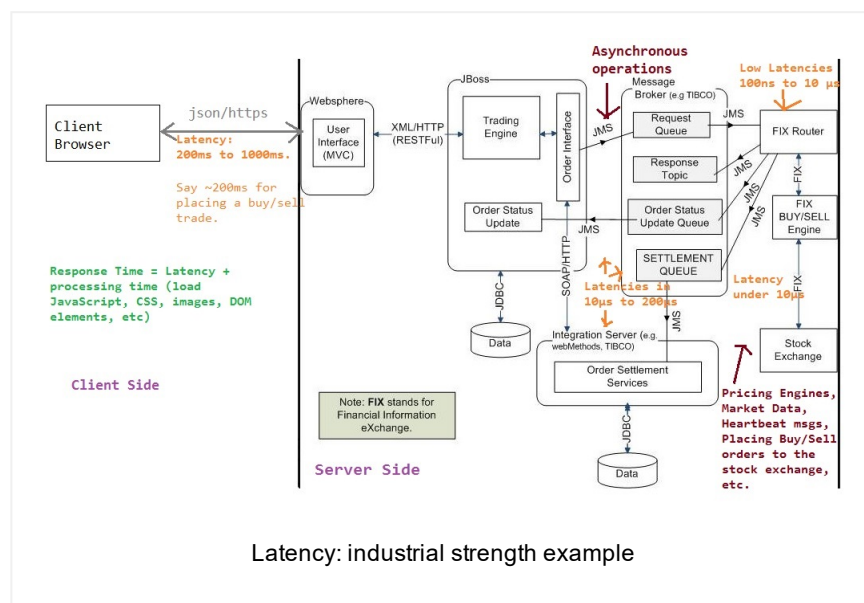 Client
Browser
json/https
Latency:
200ms to 1000ms.
Say ~200ms for
placing a buy/sell
trade.
Response Time = Latency +
processing time (load
JavaScript, CSS, images, DOM
elements, etc)
Client Side
Websphere
User
Interface
(MVC)
XML/HTTP
(RESTFul)
JBoss
Trading
Engine
Order Interface
Order Status
Update
JDBC
Data
SOAP/HTTP
Asynchronous
operations
JMS
Message
Broker (e.g TIBCO)
Request
Queue
Response
Topic
Order Status
Update Queue
SETTLEMENT
QUEUE
JMS
JMS
JMS
JMS
JMS
JMS
Low Latencies
100ns to 10 µs
FIX Router
FIX
FIX
BUY/SELL
Engine
FIX
Latency
under 10µs
Stock
Exchange
Latencies in
10µs to 200µs
Integration Server (e.g.
webMethods, TIBCO)
Order Settlement
Services
JDBC
Data
Note: FIX stands for
Financial Information
eXchange.
Server Side
Pricing Engines,
Market Data,
Heartbeat msgs,
Placing Buy/Sell
orders to the
stock exchange,
etc.
Latency: industrial strength example